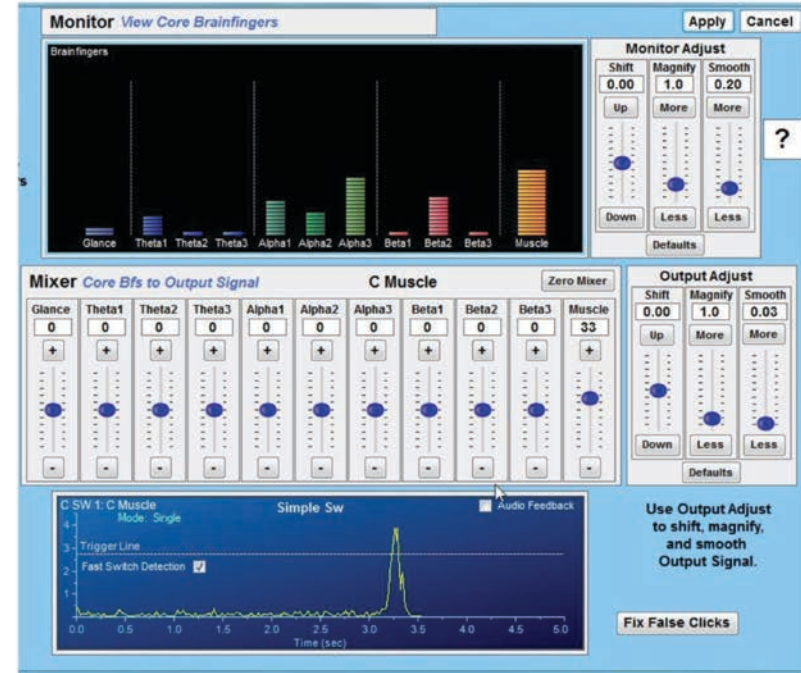 Monitor View Core Brainfingers
Apply Cancel
Brainfingers
Glance Theta1 Theta2 Theta3 Alpha1 Alpha2 Alpha3 Beta1 Beta2 Beta3 Muscle
Monitor Adjust
Shift Magnify Smooth
0.00 1.0 0.20
Up More More
Down Less Less
Defaults
?
rs
Mixer Core Bfs to Output Signal C Muscle Zero Mixer
Glance Theta1 Theta2 Theta3 Alpha1 Alpha2 Alpha3 Beta1 Beta2 Beta3 Muscle
0 0 0 0 0 0 0 0 0 0 33
+ + + + + + + + + + +
- - - - - - - - - - -
Output Adjust
Shift Magnify Smooth
0.00 1.0 0.03
Up More More
Down Less Less
Defaults
C SW 1: C Muscle Simple Sw Audio Feedback
Mode: Single
4
3 Trigger Line
Fast Switch Detection
2
1
0.0 0.5 1.0 1.5 2.0 2.5 3.0 3.5 4.0 4.5 5.0
Time (sec)
Use Output Adjust
to shift, magnify,
and smooth
Output Signal.
Fix False Clicks